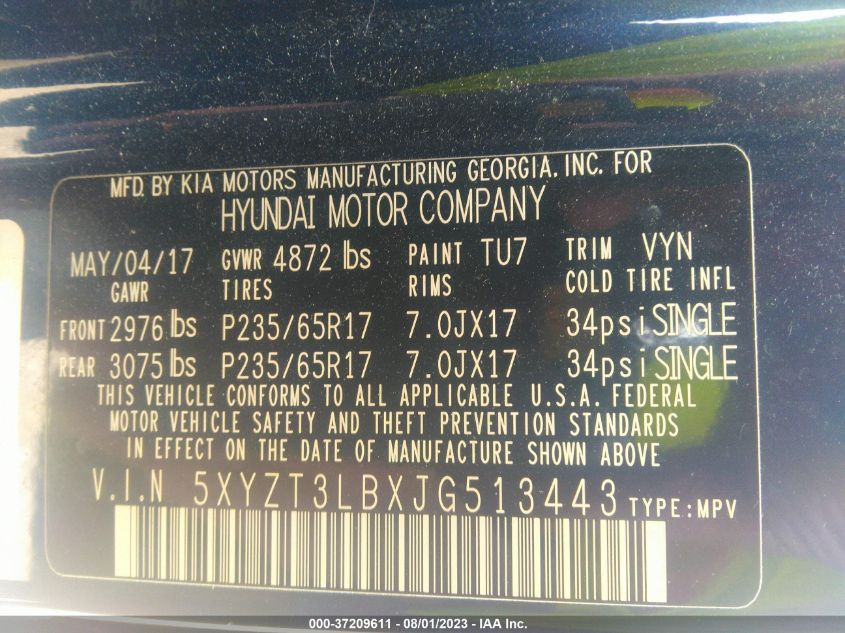 MFD. BY KIA MOTORS MANUFACTURING GEORGIA. INC. FOR
HYUNDAI MOTOR COMPANY
MAY/04/17 GVWR 4872 lbs PAINT TU7 TRIM VYN
GAWR TIRES RIMS COLD TIRE INFL
FRONT 2976 lbs P235/65R17 7.0JX17 34psi SINGLE
REAR 3075 lbs P235/65R17 7.0JX17 34psi SINGLE
THIS VEHICLE CONFORMS TO ALL APPLICABLE U.S.A. FEDERAL
MOTOR VEHICLE SAFETY AND THEFT PREVENTION STANDARDS
IN EFFECT ON THE DATE OF MANUFACTURE SHOWN ABOVE
V.I.N 5XYZT3LBXJG513443 TYPE:MPV
000-37209611 - 08/01/2023 - IAA Inc.